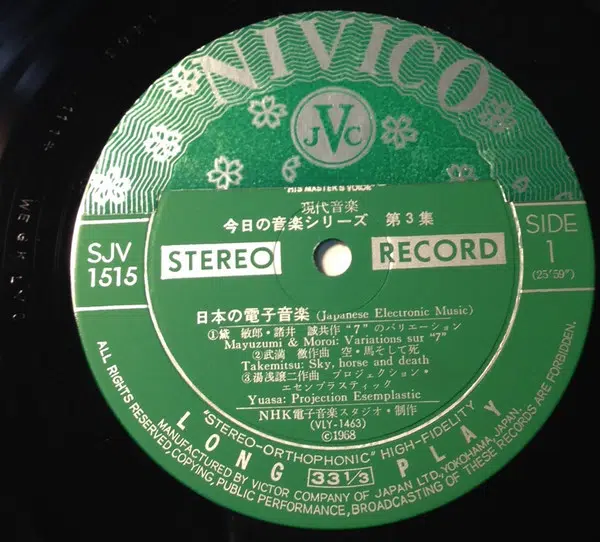 NIVICO
JVC
"HIS MASTER'S VOICE"
現代音楽
今日の音楽シリーズ 第3集
SJV
1515
STEREO RECORD
SIDE
1
(25'59")
日本の電子音楽 (Japanese Electronic Music)
①黛 敏郎・諸井 誠共作 "7" のバリエーション
Mayuzumi & Moroi: Variations sur "7"
②武満 徹作曲 空・馬そして死
Takemitsu: Sky, horse and death
③湯浅譲二作曲 プロジェクション・
エセンプラスティック
Yuasa: Projection Esemplastic
NHK電子音楽スタジオ・制作
(VLY-1463)
©1968
"STEREO-ORTHOPHONIC" HIGH-FIDELITY
LONG 33 1/3 PLAY
MANUFACTURED BY VICTOR COMPANY OF JAPAN LTD., YOKOHAMA, JAPAN.
ALL RIGHTS RESERVED, COPYING, PUBLIC PERFORMANCE, BROADCASTING OF THESE RECORDS ARE FORBIDDEN.